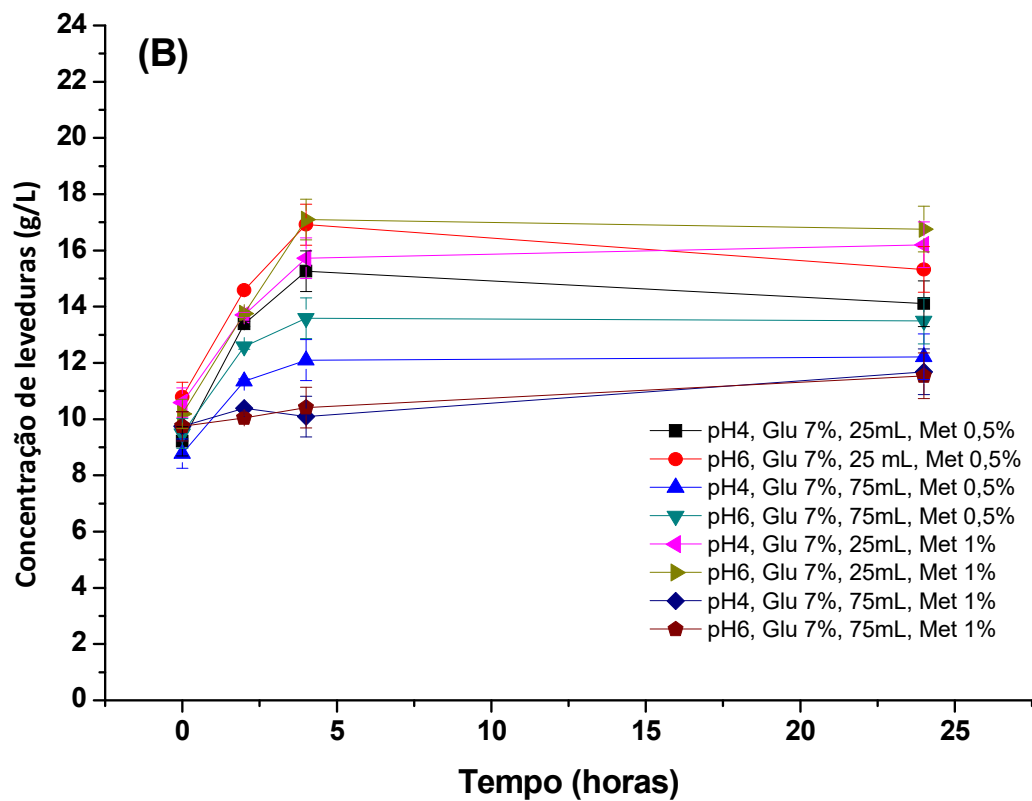 (B)
Concentração de leveduras (g/L)
24
22
20
18
16
14
12
10
8
6
4
2
0
pH4, Glu 7%, 25mL, Met 0,5%
pH6, Glu 7%, 25 mL, Met 0,5%
pH4, Glu 7%, 75mL, Met 0,5%
pH6, Glu 7%, 75mL, Met 0,5%
pH4, Glu 7%, 25mL, Met 1%
pH6, Glu 7%, 25mL, Met 1%
pH4, Glu 7%, 75mL, Met 1%
pH6, Glu 7%, 75mL, Met 1%
0 5 10 15 20 25
Tempo (horas)